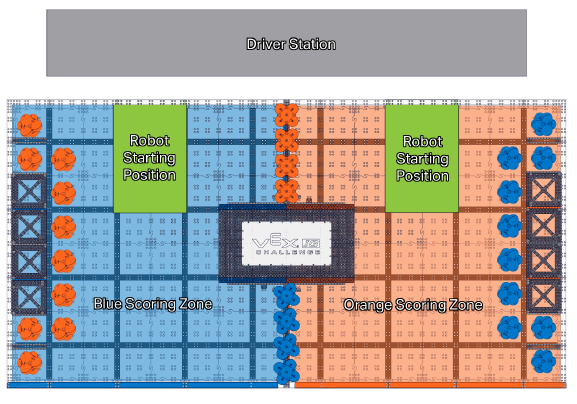 Driver Station
Robot
Starting
Position
Robot
Starting
Position
VEX IQ
CHALLENGE
Blue Scoring Zone
Orange Scoring Zone